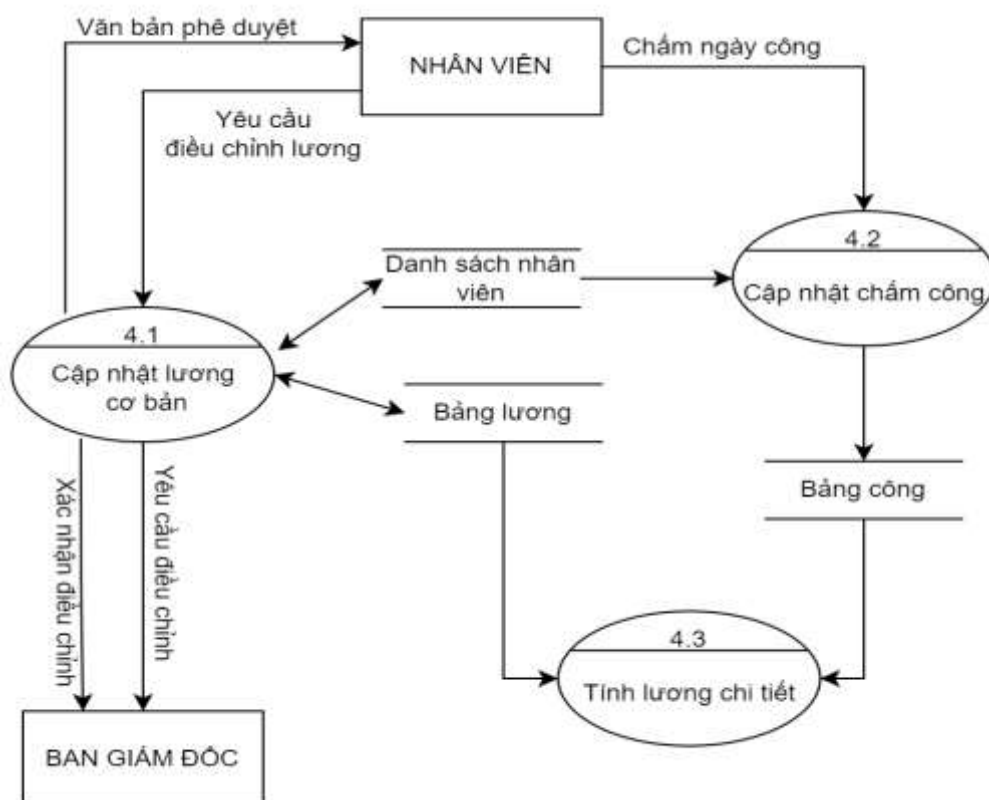 Văn bản phê duyệt
NHÂN VIÊN
Chấm ngày công
Yêu cầu
điều chỉnh lương
4.2
Cập nhật chấm công
Danh sách nhân
viên
4.1
Cập nhật lương
cơ bản
Bảng lương
Bảng công
Xác nhận điều chỉnh
Yêu cầu điều chỉnh
4.3
Tính lương chi tiết
BAN GIÁM ĐỐC